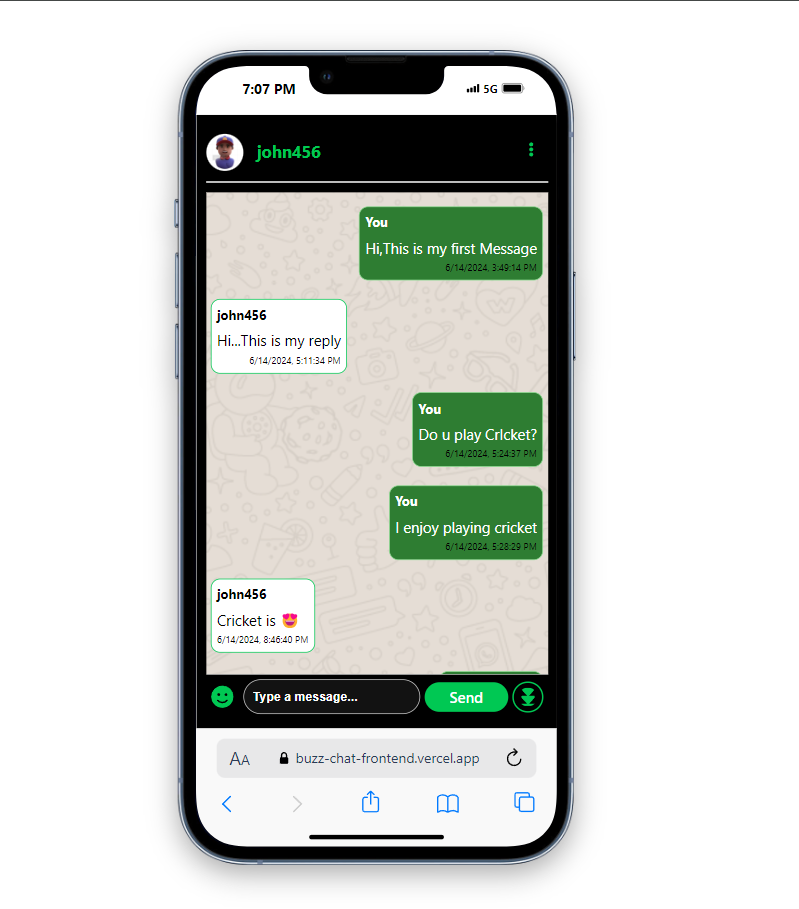 7:07 PM
5G
john456
You
Hi,This is my first Message
6/14/2024, 3:49:14 PM
john456
Hi...This is my reply
6/14/2024, 5:11:34 PM
You
Do u play CrIcket?
6/14/2024, 5:24:37 PM
You
I enjoy playing cricket
6/14/2024, 5:28:29 PM
john456
Cricket is 😍
6/14/2024, 8:46:40 PM
Type a message...
Send
AA
buzz-chat-frontend.vercel.app